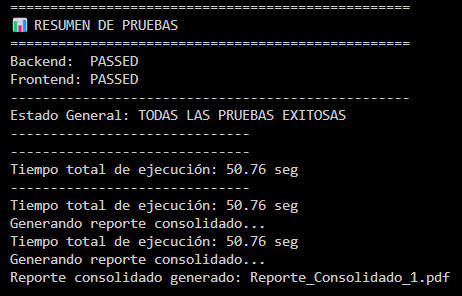 ==================================================
📊 RESUMEN DE PRUEBAS
==================================================
Backend:  PASSED
Frontend: PASSED
--------------------------------------------------
Estado General: TODAS LAS PRUEBAS EXITOSAS
------------------------------
------------------------------
Tiempo total de ejecución: 50.76 seg
------------------------------
Tiempo total de ejecución: 50.76 seg
Generando reporte consolidado...
Tiempo total de ejecución: 50.76 seg
Generando reporte consolidado...
Reporte consolidado generado: Reporte_Consolidado_1.pdf